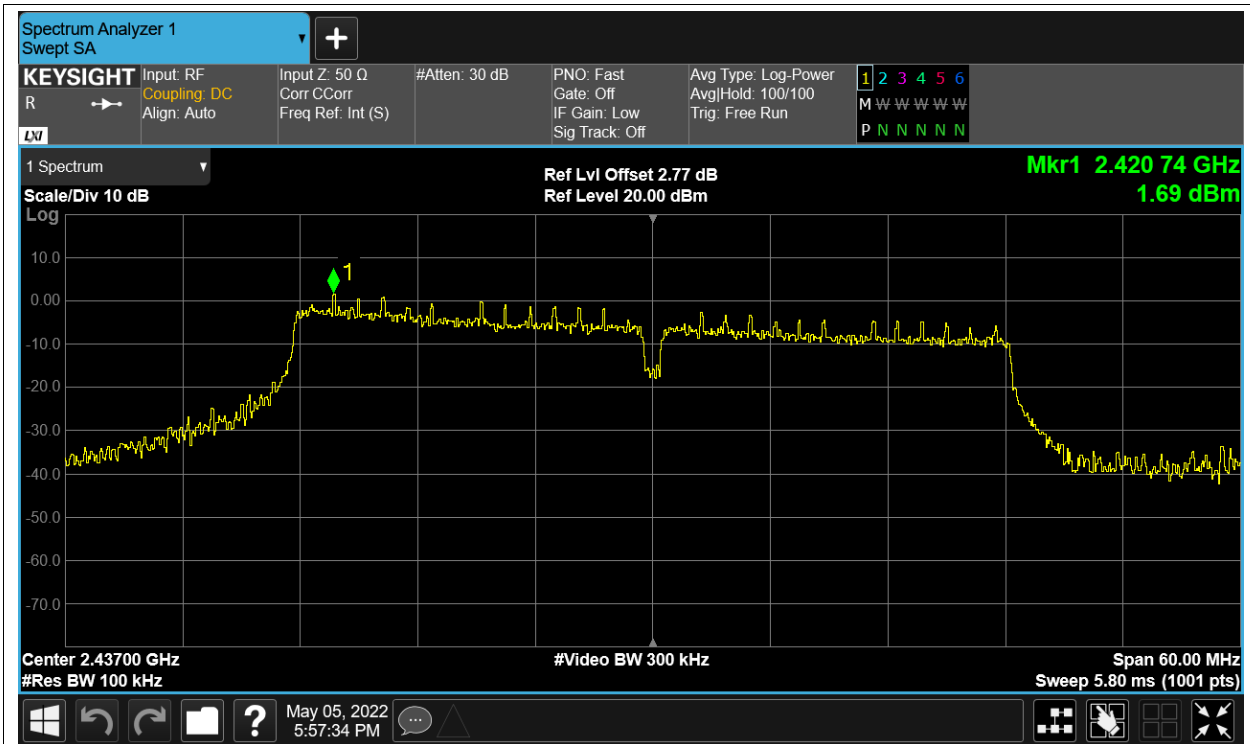 Spectrum Analyzer 1
Swept SA
KEYSIGHT
R
LXI
Input: RF
Coupling: DC
Align: Auto
Input Z: 50 Ω
Corr CCorr
Freq Ref: Int (S)
#Atten: 30 dB
PNO: Fast
Gate: Off
IF Gain: Low
Sig Track: Off
Avg Type: Log-Power
Avg|Hold: 100/100
Trig: Free Run
1 2 3 4 5 6
M W W W W W
P N N N N N
1 Spectrum
Scale/Div 10 dB
Log
Ref Lvl Offset 2.77 dB
Ref Level 20.00 dBm
Mkr1 2.420 74 GHz
1.69 dBm
10.0
0.00
-10.0
-20.0
-30.0
-40.0
-50.0
-60.0
-70.0
1
Center 2.43700 GHz
#Res BW 100 kHz
#Video BW 300 kHz
Span 60.00 MHz
Sweep 5.80 ms (1001 pts)
?
May 05, 2022
5:57:34 PM